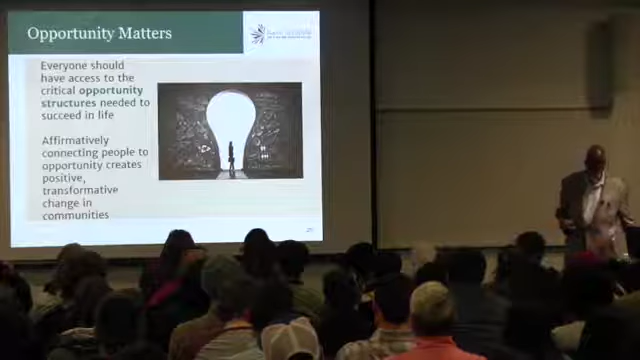 Opportunity Matters
Everyone should
have access to the
critical opportunity
structures needed to
succeed in life
Affirmatively
connecting people to
opportunity creates
positive,
transformative
change in
communities